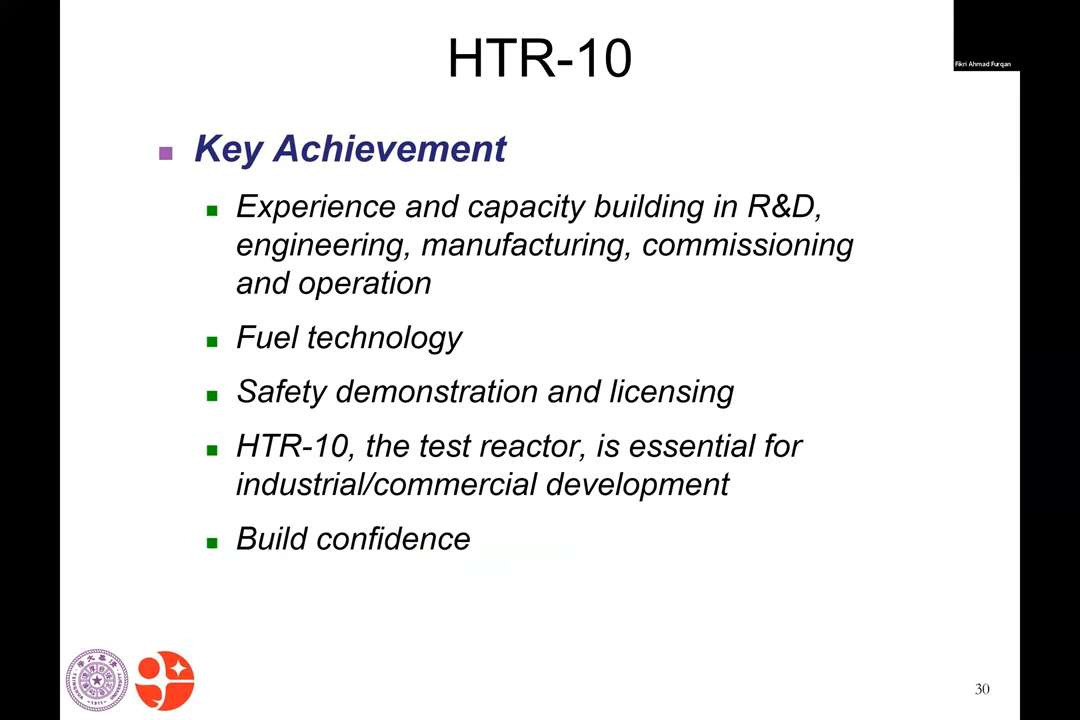 HTR-10
Fikri Ahmad Furqan
Key Achievement
Experience and capacity building in R&D,
engineering, manufacturing, commissioning
and operation
Fuel technology
Safety demonstration and licensing
HTR-10, the test reactor, is essential for
industrial/commercial development
Build confidence
-1911-
30